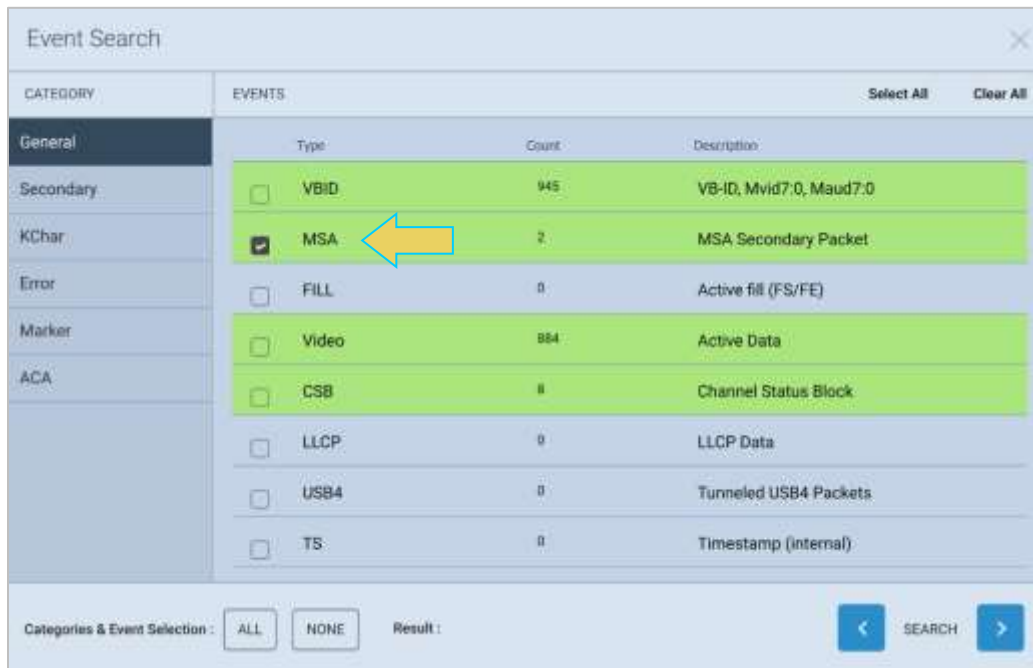 Event Search
CATEGORY EVENTS Select All Clear All
General
Secondary
KChar
Error
Marker
ACA
Type Count Description
VBID 945 VB-ID, Mvid7:0, Maud7:0
MSA 2 MSA Secondary Packet
FILL 0 Active fill (FS/FE)
Video 884 Active Data
CSB 8 Channel Status Block
LLCP 0 LLCP Data
USB4 0 Tunneled USB4 Packets
TS 0 Timestamp (internal)
Categories & Event Selection : ALL NONE Result : < SEARCH >